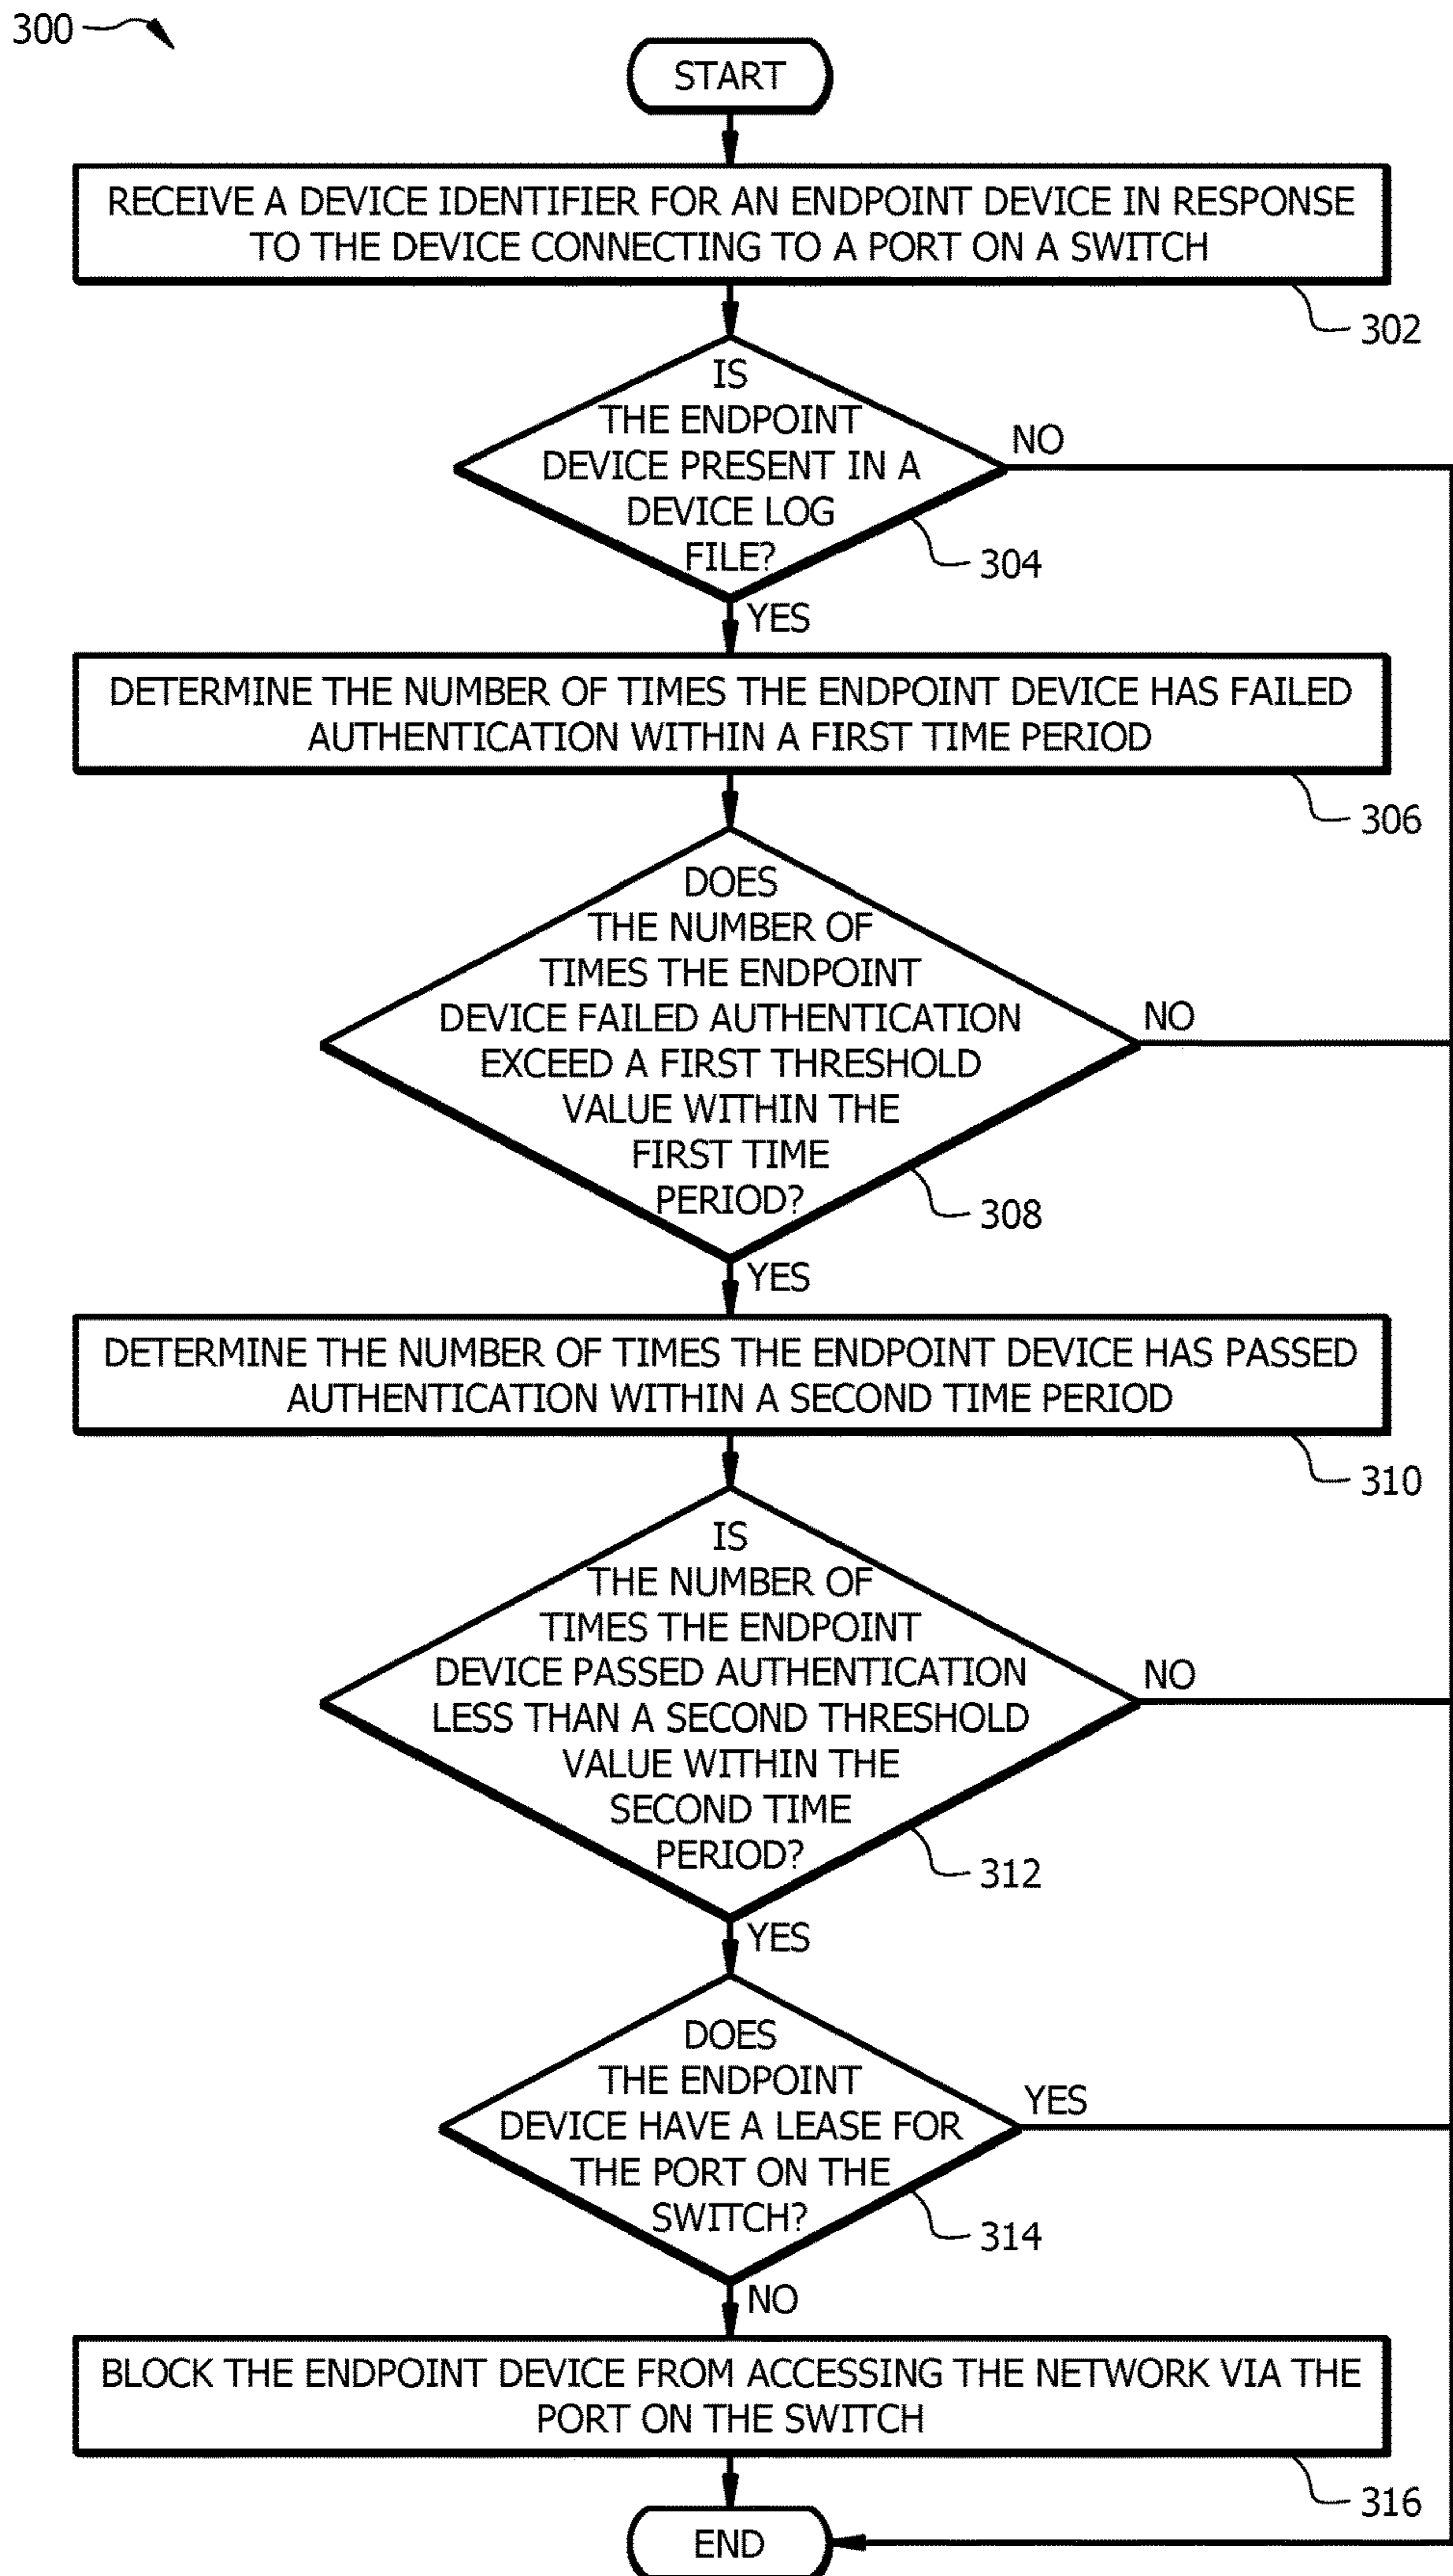 300
START
RECEIVE A DEVICE IDENTIFIER FOR AN ENDPOINT DEVICE IN RESPONSE
TO THE DEVICE CONNECTING TO A PORT ON A SWITCH
302
IS
THE ENDPOINT
DEVICE PRESENT IN A
DEVICE LOG
FILE?
NO
304
YES
DETERMINE THE NUMBER OF TIMES THE ENDPOINT DEVICE HAS FAILED
AUTHENTICATION WITHIN A FIRST TIME PERIOD
306
DOES
THE NUMBER OF
TIMES THE ENDPOINT
DEVICE FAILED AUTHENTICATION
EXCEED A FIRST THRESHOLD
VALUE WITHIN THE
FIRST TIME
PERIOD?
NO
308
YES
DETERMINE THE NUMBER OF TIMES THE ENDPOINT DEVICE HAS PASSED
AUTHENTICATION WITHIN A SECOND TIME PERIOD
310
IS
THE NUMBER OF
TIMES THE ENDPOINT
DEVICE PASSED AUTHENTICATION
LESS THAN A SECOND THRESHOLD
VALUE WITHIN THE
SECOND TIME
PERIOD?
NO
312
YES
DOES
THE ENDPOINT
DEVICE HAVE A LEASE FOR
THE PORT ON THE
SWITCH?
YES
314
NO
BLOCK THE ENDPOINT DEVICE FROM ACCESSING THE NETWORK VIA THE
PORT ON THE SWITCH
316
END